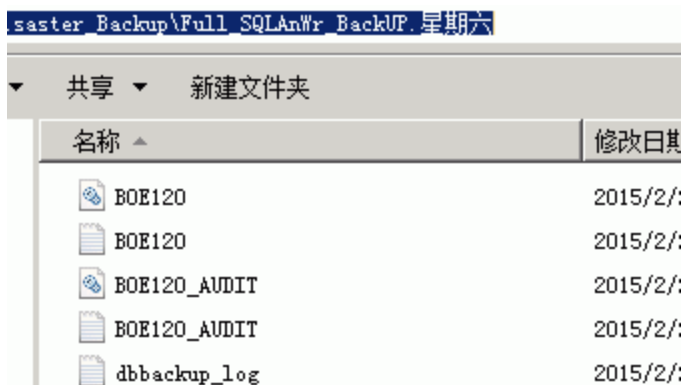 saster_Backup\Full_SQLAnWr_BackUP.星期六
共享 新建文件夹
名称 修改日期
BOE120 2015/2/
BOE120 2015/2/
BOE120_AUDIT 2015/2/
BOE120_AUDIT 2015/2/
dbbackup_log 2015/2/